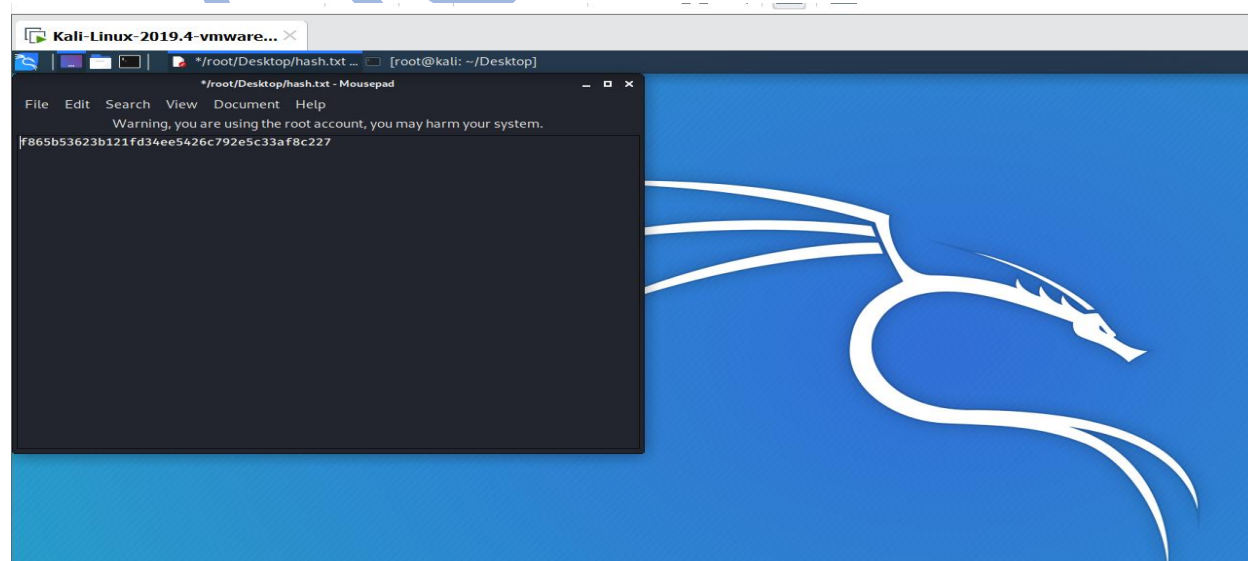 Kali-Linux-2019.4-vmware...
*/root/Desktop/hash.txt ... [root@kali: ~/Desktop]
*/root/Desktop/hash.txt - Mousepad
File Edit Search View Document Help
Warning, you are using the root account, you may harm your system.
f865b53623b121fd34ee5426c792e5c33af8c227